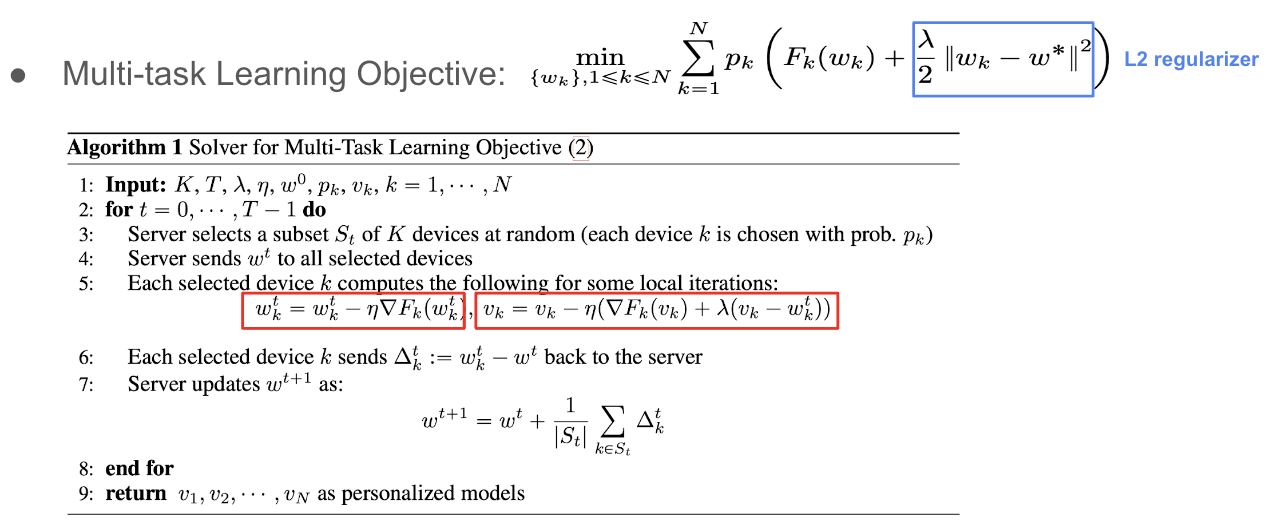 ● Multi-task Learning Objective: $\min_{\{w_k\},1\leqslant k\leqslant N} \sum_{k=1}^{N} p_k \left( F_k(w_k) + \frac{\lambda}{2} \|w_k - w^*\|^2 \right)$ L2 regularizer
Algorithm 1 Solver for Multi-Task Learning Objective (2)
1: Input: $K, T, \lambda, \eta, w^0, p_k, v_k, k = 1, \cdots, N$
2: for $t = 0, \cdots, T - 1$ do
3: Server selects a subset $S_t$ of $K$ devices at random (each device $k$ is chosen with prob. $p_k$)
4: Server sends $w^t$ to all selected devices
5: Each selected device $k$ computes the following for some local iterations:
$w_k^t = w_k^t - \eta \nabla F_k(w_k^t), v_k = v_k - \eta(\nabla F_k(v_k) + \lambda(v_k - w_k^t))$
6: Each selected device $k$ sends $\Delta_k^t := w_k^t - w^t$ back to the server
7: Server updates $w^{t+1}$ as:
$w^{t+1} = w^t + \frac{1}{|S_t|} \sum_{k \in S_t} \Delta_k^t$
8: end for
9: return $v_1, v_2, \cdots, v_N$ as personalized models